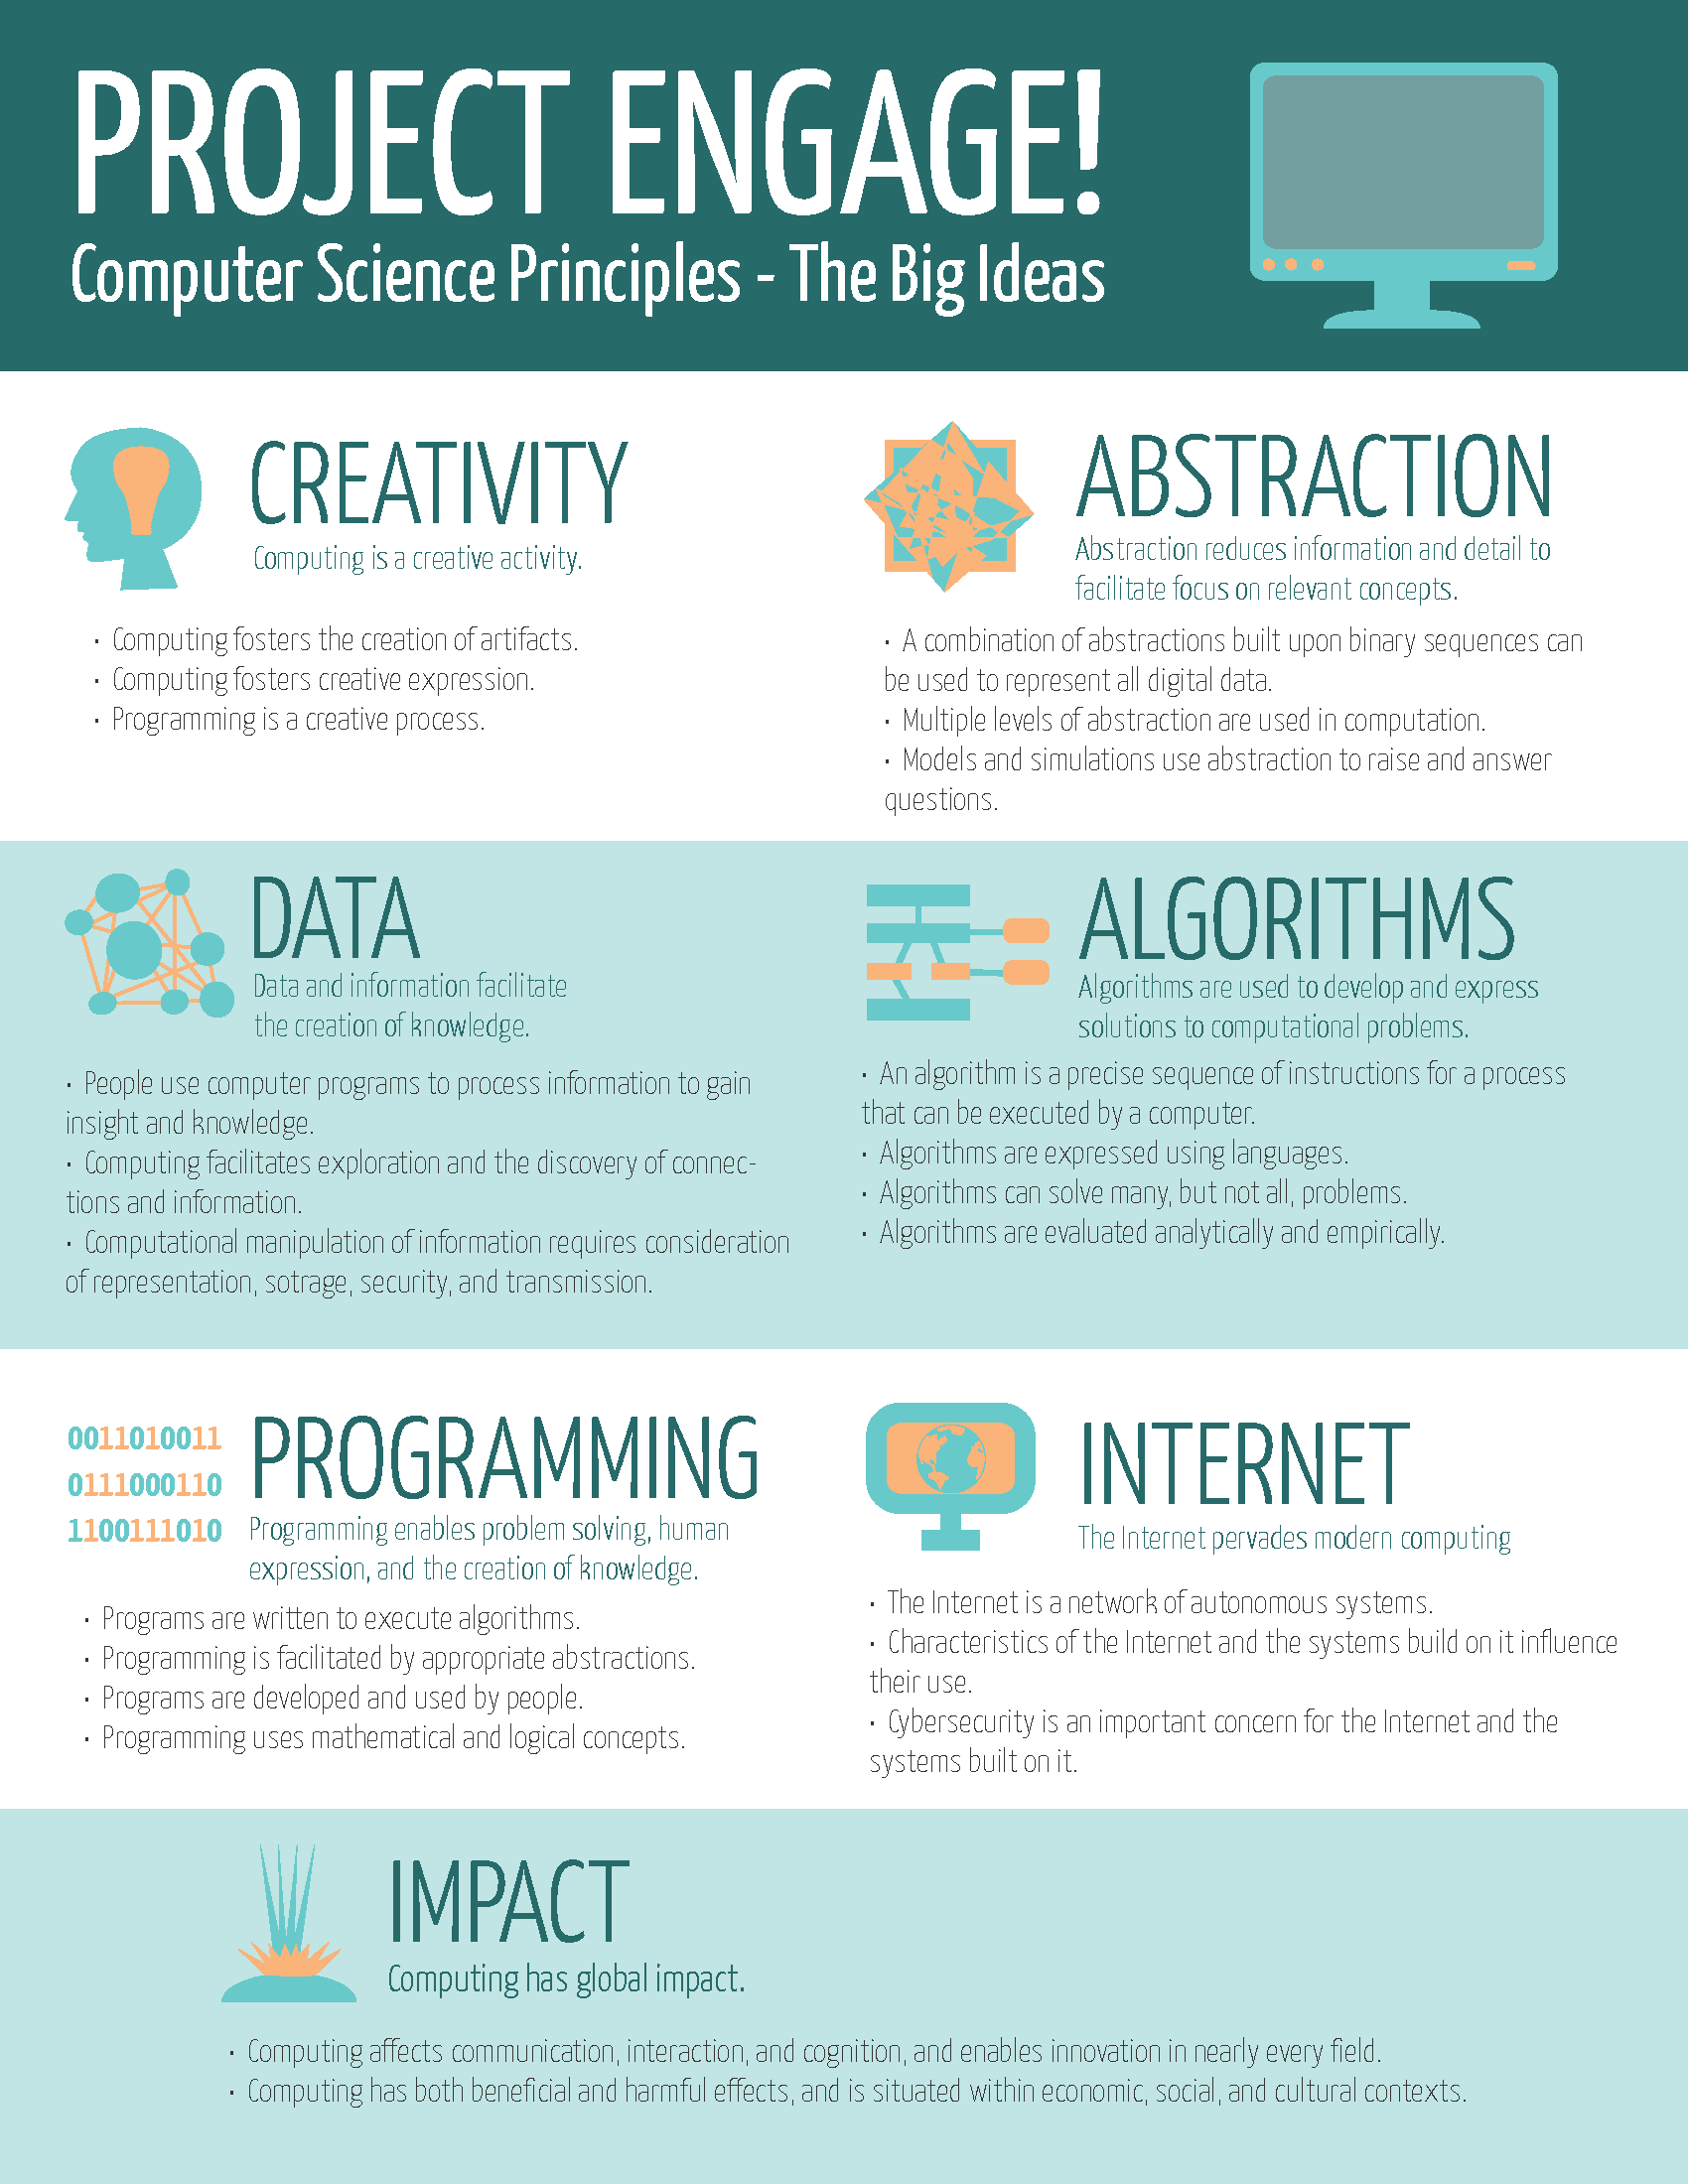 PROJECT ENGAGE!
Computer Science Principles - The Big Ideas
CREATIVITY
Computing is a creative activity.
· Computing fosters the creation of artifacts.
· Computing fosters creative expression.
· Programming is a creative process.
ABSTRACTION
Abstraction reduces information and detail to
facilitate focus on relevant concepts.
· A combination of abstractions built upon binary sequences can
be used to represent all digital data.
· Multiple levels of abstraction are used in computation.
· Models and simulations use abstraction to raise and answer
questions.
DATA
Data and information facilitate
the creation of knowledge.
· People use computer programs to process information to gain
insight and knowledge.
· Computing facilitates exploration and the discovery of connec-
tions and information.
· Computational manipulation of information requires consideration
of representation, sotrage, security, and transmission.
ALGORITHMS
Algorithms are used to develop and express
solutions to computational problems.
· An algorithm is a precise sequence of instructions for a process
that can be executed by a computer.
· Algorithms are expressed using languages.
· Algorithms can solve many, but not all, problems.
· Algorithms are evaluated analytically and empirically.
0011010011
0111000110
1100111010
PROGRAMMING
Programming enables problem solving, human
expression, and the creation of knowledge.
· Programs are written to execute algorithms.
· Programming is facilitated by appropriate abstractions.
· Programs are developed and used by people.
· Programming uses mathematical and logical concepts.
INTERNET
The Internet pervades modern computing
· The Internet is a network of autonomous systems.
· Characteristics of the Internet and the systems build on it influence
their use.
· Cybersecurity is an important concern for the Internet and the
systems built on it.
IMPACT
Computing has global impact.
· Computing affects communication, interaction, and cognition, and enables innovation in nearly every field.
· Computing has both beneficial and harmful effects, and is situated within economic, social, and cultural contexts.